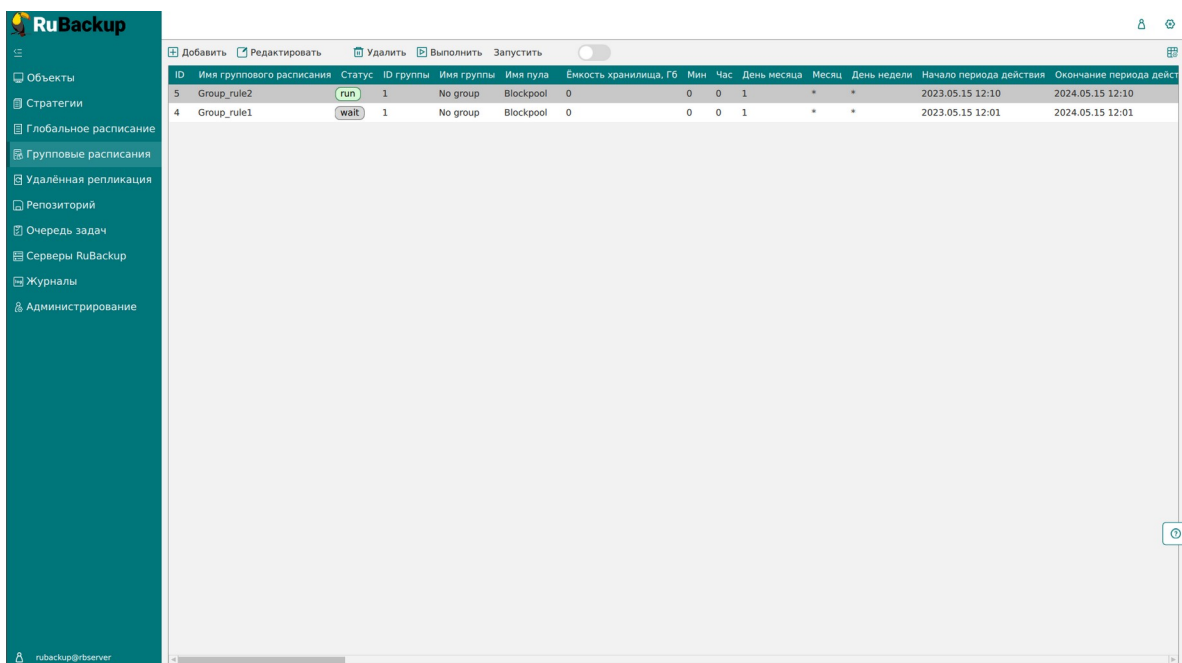 RuBackup
Добавить Редактировать Удалить Выполнить Запустить
Объекты
Стратегии
Глобальное расписание
Групповые расписания
Удалённая репликация
Репозиторий
Очередь задач
Серверы RuBackup
Журналы
Администрирование
ID Имя группового расписания Статус ID группы Имя группы Имя пула Ёмкость хранилища, Гб Мин Час День месяца Месяц День недели Начало периода действия Окончание периода дейст
5 Group_rule2 run 1 No group Blockpool 0 0 0 1 * * 2023.05.15 12:10 2024.05.15 12:10
4 Group_rule1 wait 1 No group Blockpool 0 0 0 1 * * 2023.05.15 12:01 2024.05.15 12:01
rubackup@rbserver